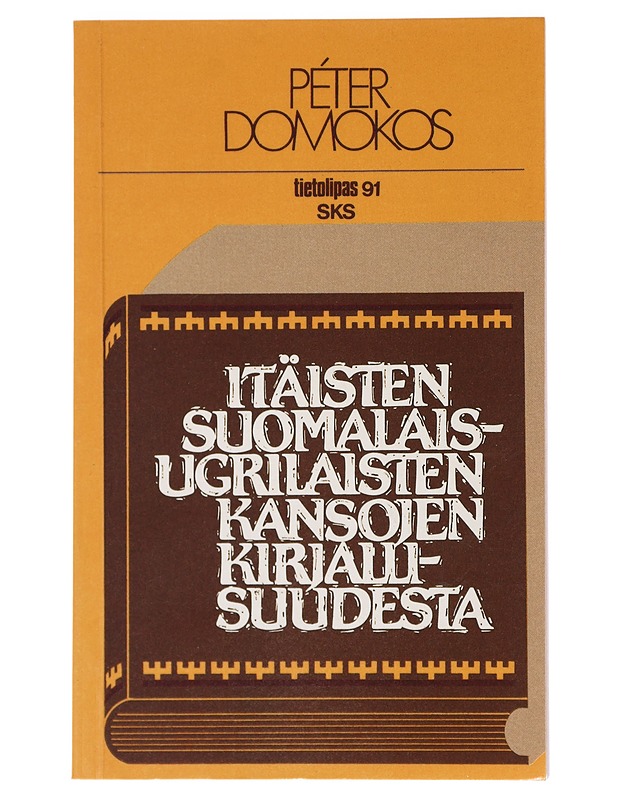 PÉTER
DOMOKOS
tietolipas 91
SKS
ITÄISTEN
SUOMALAIS-
UGRILAISTEN
KANSOJEN
KIRJALLI-
SUUDESTA